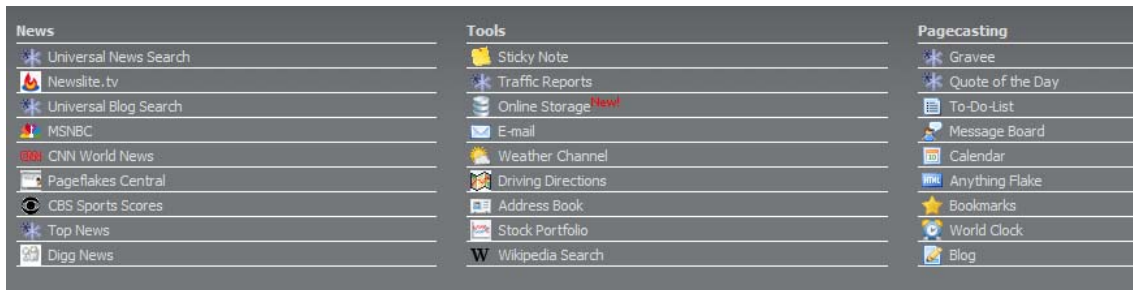 News
Universal News Search
Newslite.tv
Universal Blog Search
MSNBC
CNN CNN World News
Pageflakes Central
CBS Sports Scores
Top News
Digg News
Tools
Sticky Note
Traffic Reports
Online Storage New!
E-mail
Weather Channel
Driving Directions
Address Book
Stock Portfolio
W Wikipedia Search
Pagecasting
Gravee
Quote of the Day
To-Do-List
Message Board
10 Calendar
HTML Anything Flake
Bookmarks
World Clock
Blog